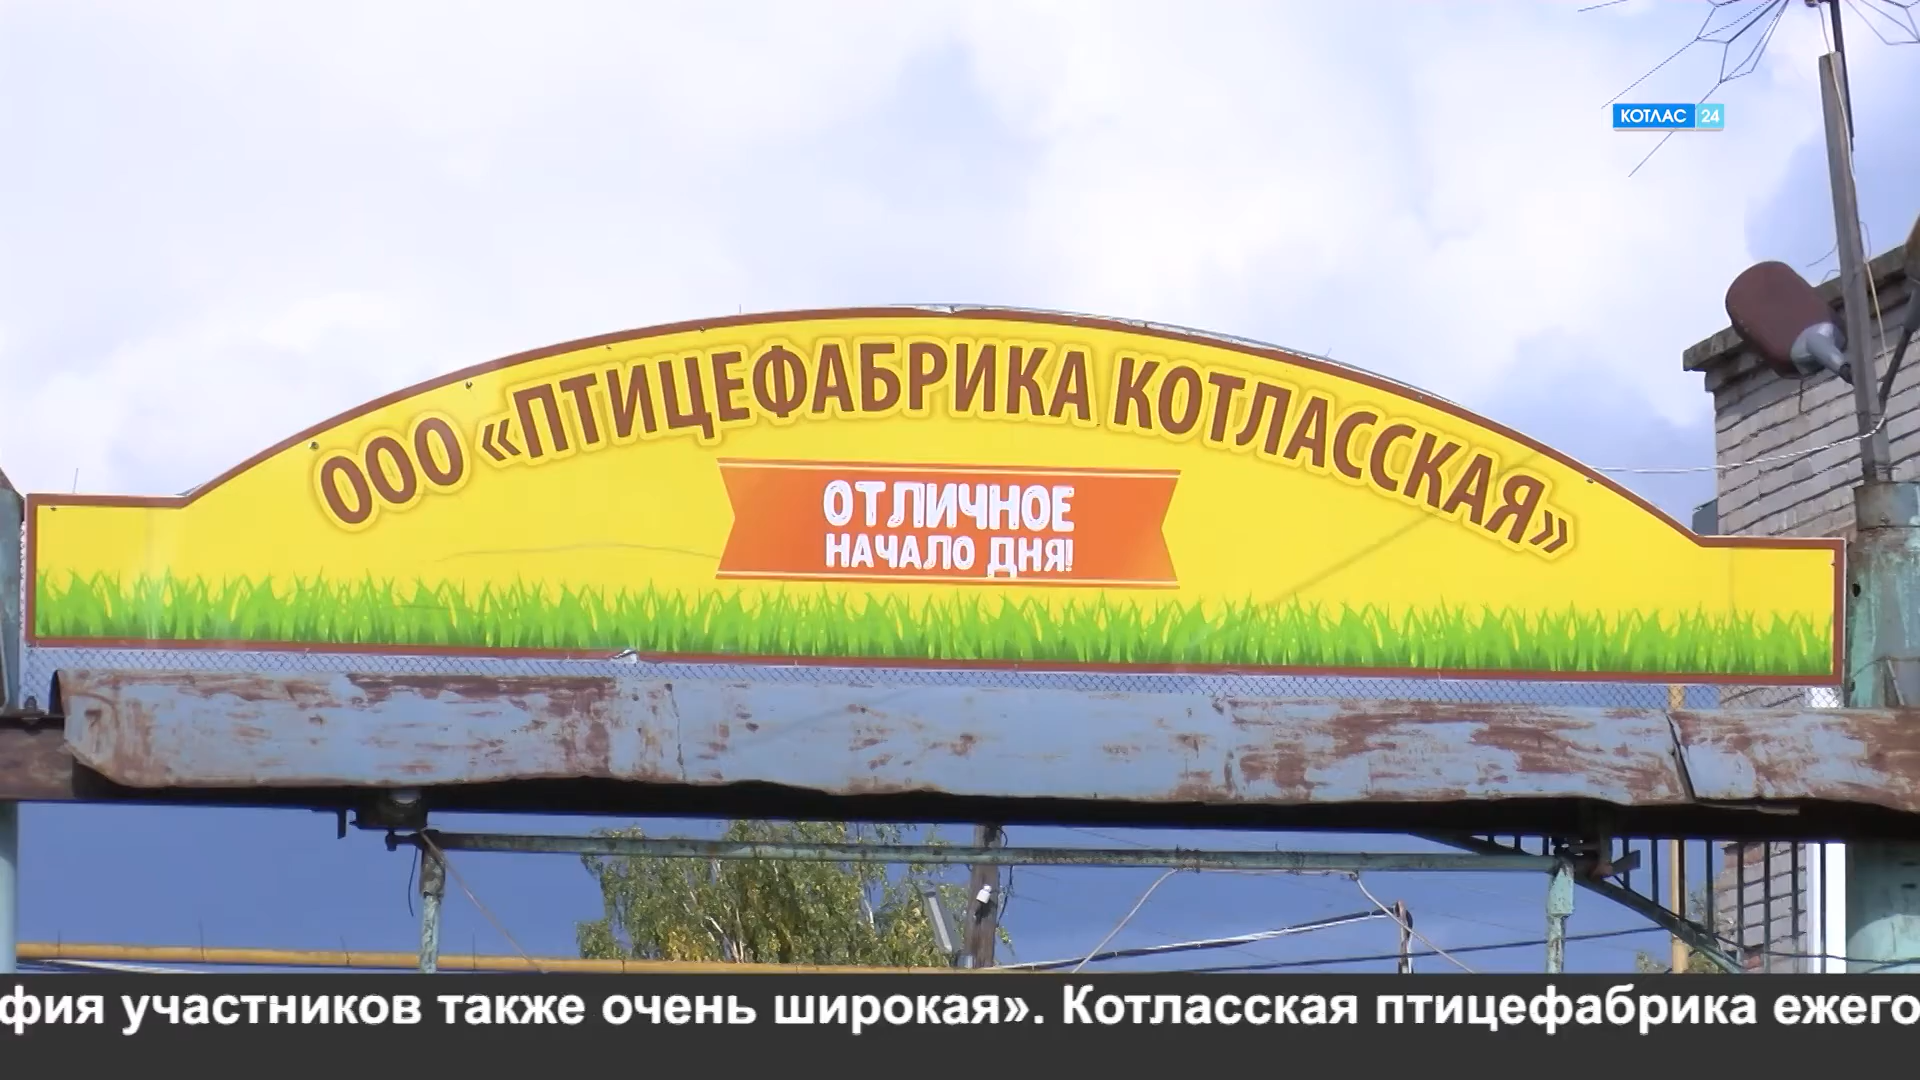 КОТЛАС 24
ООО «ПТИЦЕФАБРИКА КОТЛАССКАЯ»
ОТЛИЧНОЕ
НАЧАЛО ДНЯ!
фия участников также очень широкая». Котласская птицефабрика ежего